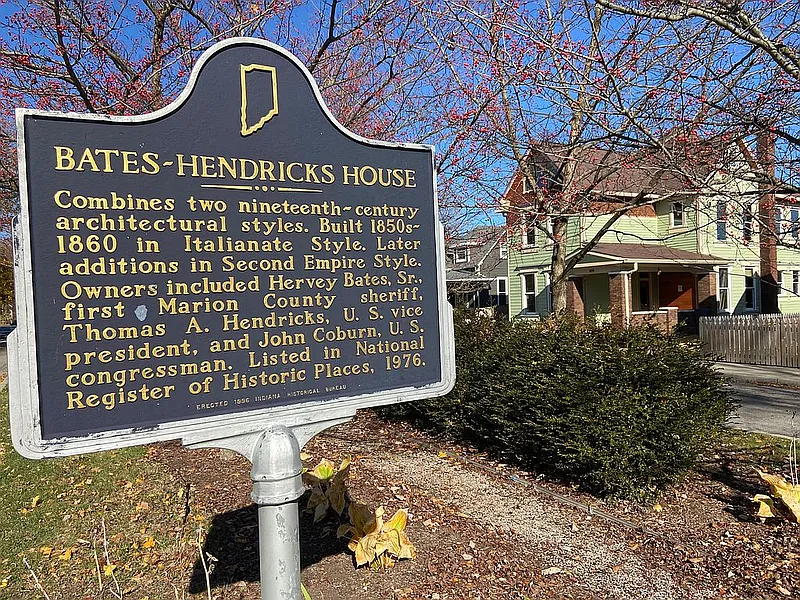 BATES-HENDRICKS HOUSE
Combines two nineteenth-century
architectural styles. Built 1850s-
1860 in Italianate Style. Later
additions in Second Empire Style.
Owners included Hervey Bates, Sr.,
first Marion County sheriff,
Thomas A. Hendricks, U. S. vice
president, and John Coburn, U. S.
congressman. Listed in National
Register of Historic Places, 1976.
ERECTED 1996 INDIANA HISTORICAL BUREAU